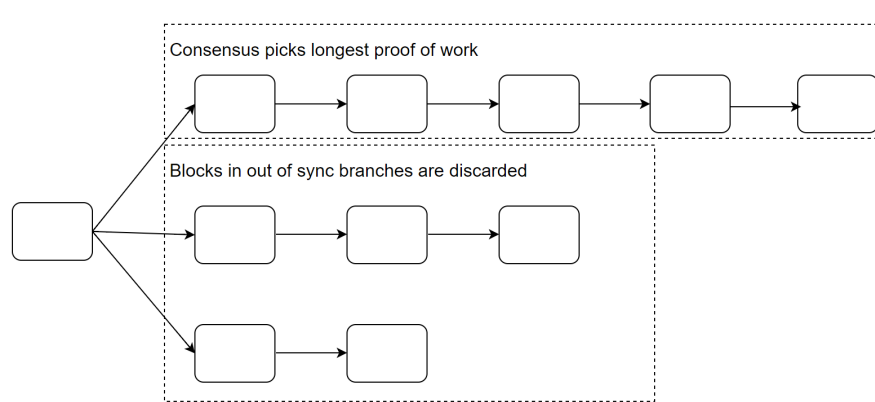 Consensus picks longest proof of work
Blocks in out of sync branches are discarded